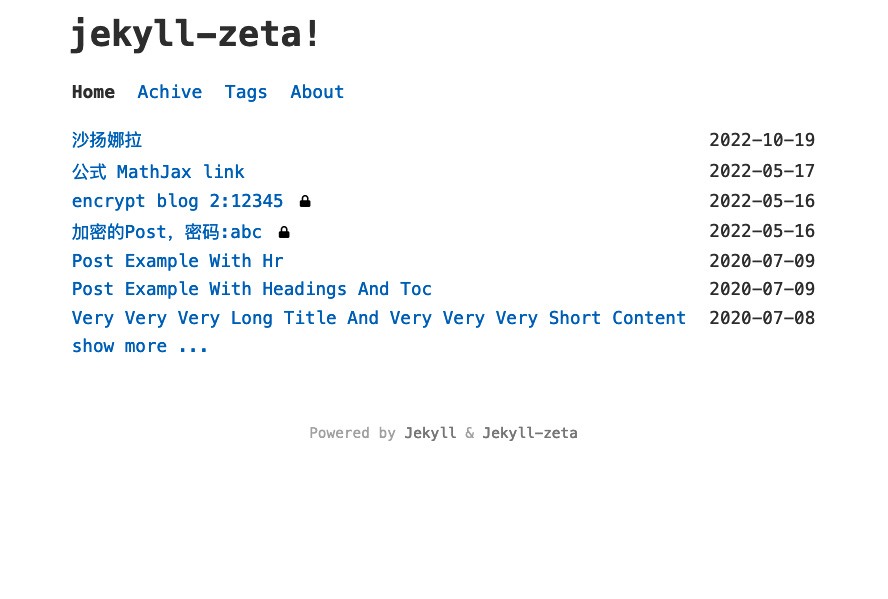 jekyll-zeta!
Home Achive Tags About
沙扬娜拉 2022-10-19
公式 MathJax link 2022-05-17
encrypt blog 2:12345 2022-05-16
加密的Post，密码:abc 2022-05-16
Post Example With Hr 2020-07-09
Post Example With Headings And Toc 2020-07-09
Very Very Very Long Title And Very Very Very Short Content 2020-07-08
show more ...
Powered by Jekyll & Jekyll-zeta